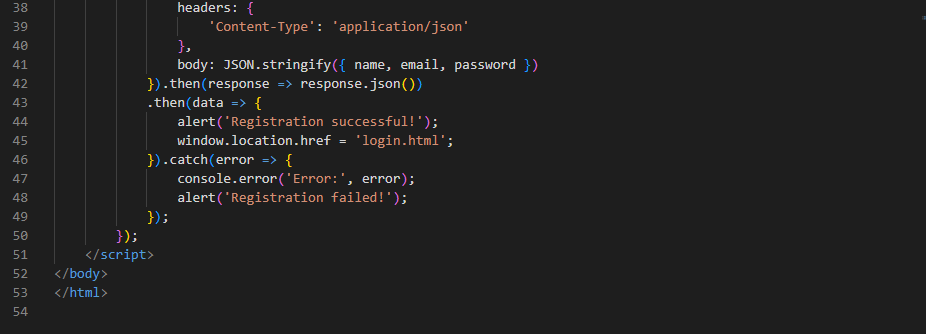 38 headers: {
39 'Content-Type': 'application/json'
40 },
41 body: JSON.stringify({ name, email, password })
42 }).then(response => response.json())
43 .then(data => {
44 alert('Registration successful!');
45 window.location.href = 'login.html';
46 }).catch(error => {
47 console.error('Error:', error);
48 alert('Registration failed!');
49 });
50 });
51 </script>
52 </body>
53 </html>
54